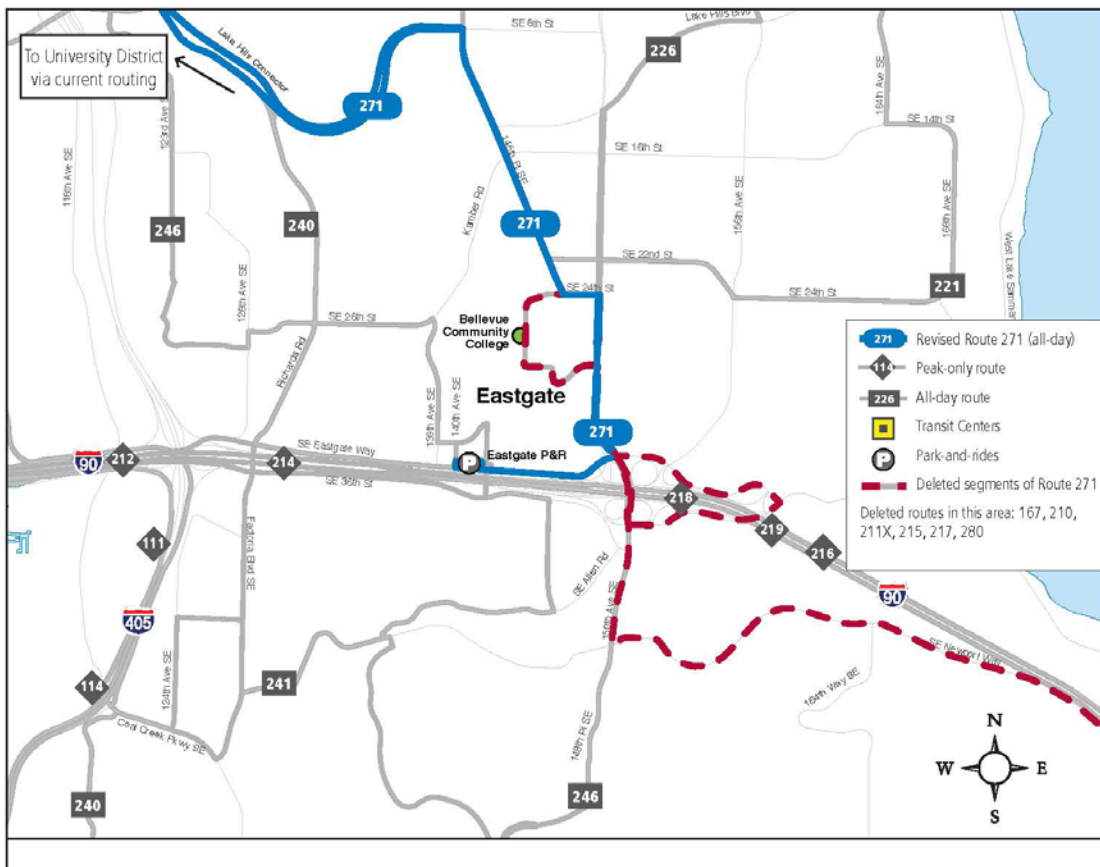 SE 6th St
Lake Hills Blvd
To University District
via current routing
Lake Hills Connector
226
271
116th Ave SE
123rd Ave SE
164th Ave SE
SE 14th St
145th Pl SE
SE 16th St
156th Ave SE
168th Ave SE
Kamber Rd
246
240
271
128th Ave SE
SE 22nd St
SE 24th St
SE 24th St
221
Bellevue
Community
College
SE 26th St
Richards Rd
Eastgate
139th Ave SE
140th Ave SE
271
SE Eastgate Way
P
Eastgate P&R
90
212
214
SE 36th St
218
219
216
90
111
Factoria Blvd SE
SE Allen Rd
150th Ave SE
405
SE Newport Way
124th Ave SE
114
241
164th Way SE
Coal Creek Pkwy SE
148th Pl SE
240
246
271 Revised Route 271 (all-day)
114 Peak-only route
226 All-day route
Transit Centers
P Park-and-rides
Deleted segments of Route 271
Deleted routes in this area: 167, 210,
211X, 215, 217, 280
N
W E
S